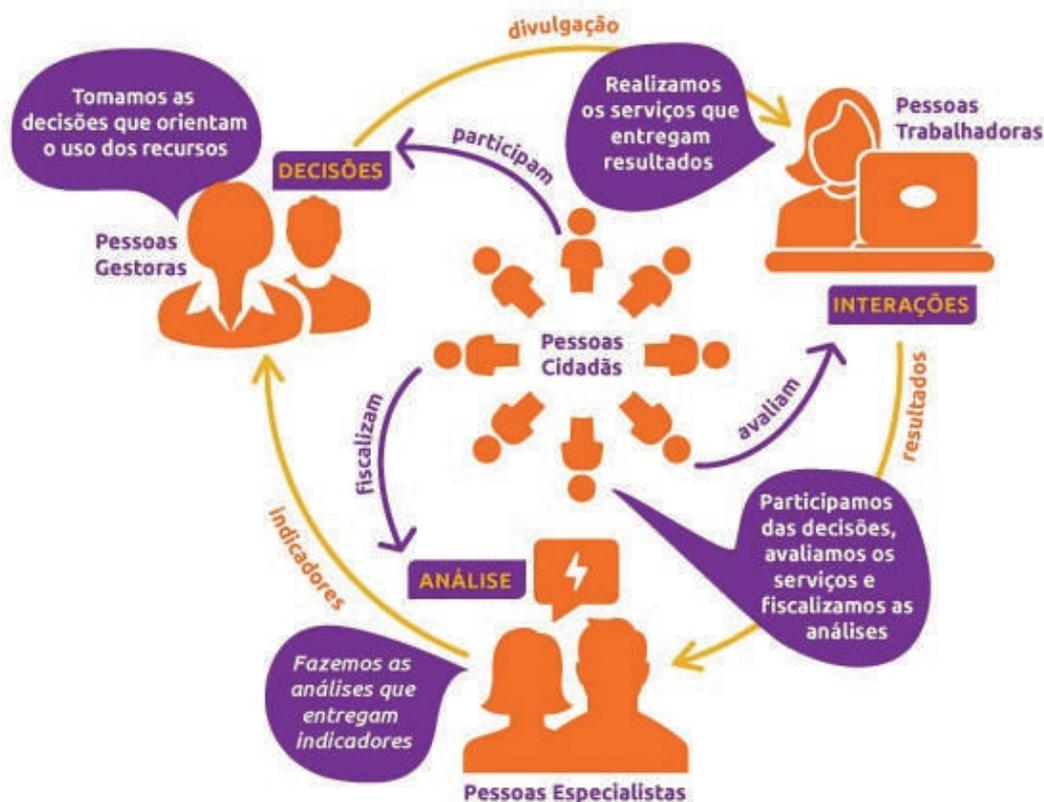 divulgação
Tomamos as
decisões que orientam
o uso dos recursos
Realizamos
os serviços que
entregam
resultados
Pessoas
Trabalhadoras
participam
DECISÕES
Pessoas
Gestoras
INTERAÇÕES
Pessoas
Cidadãs
avaliam
resultados
fiscalizam
Participamos
das decisões,
avaliamos os
serviços e
fiscalizamos as
análises
indicadores
ANÁLISE
Fazemos as
análises que
entregam
indicadores
Pessoas Especialistas